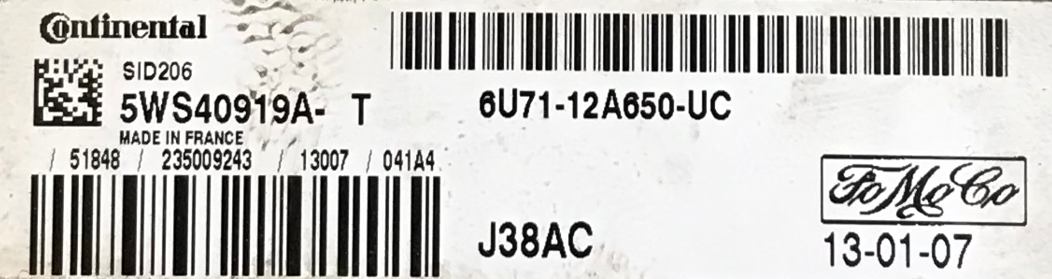 Continental
SID206
5WS40919A- T
MADE IN FRANCE
/ 51848 / 235009243 / 13007 / 041A4
6U71-12A650-UC
J38AC
FoMoCo
13-01-07